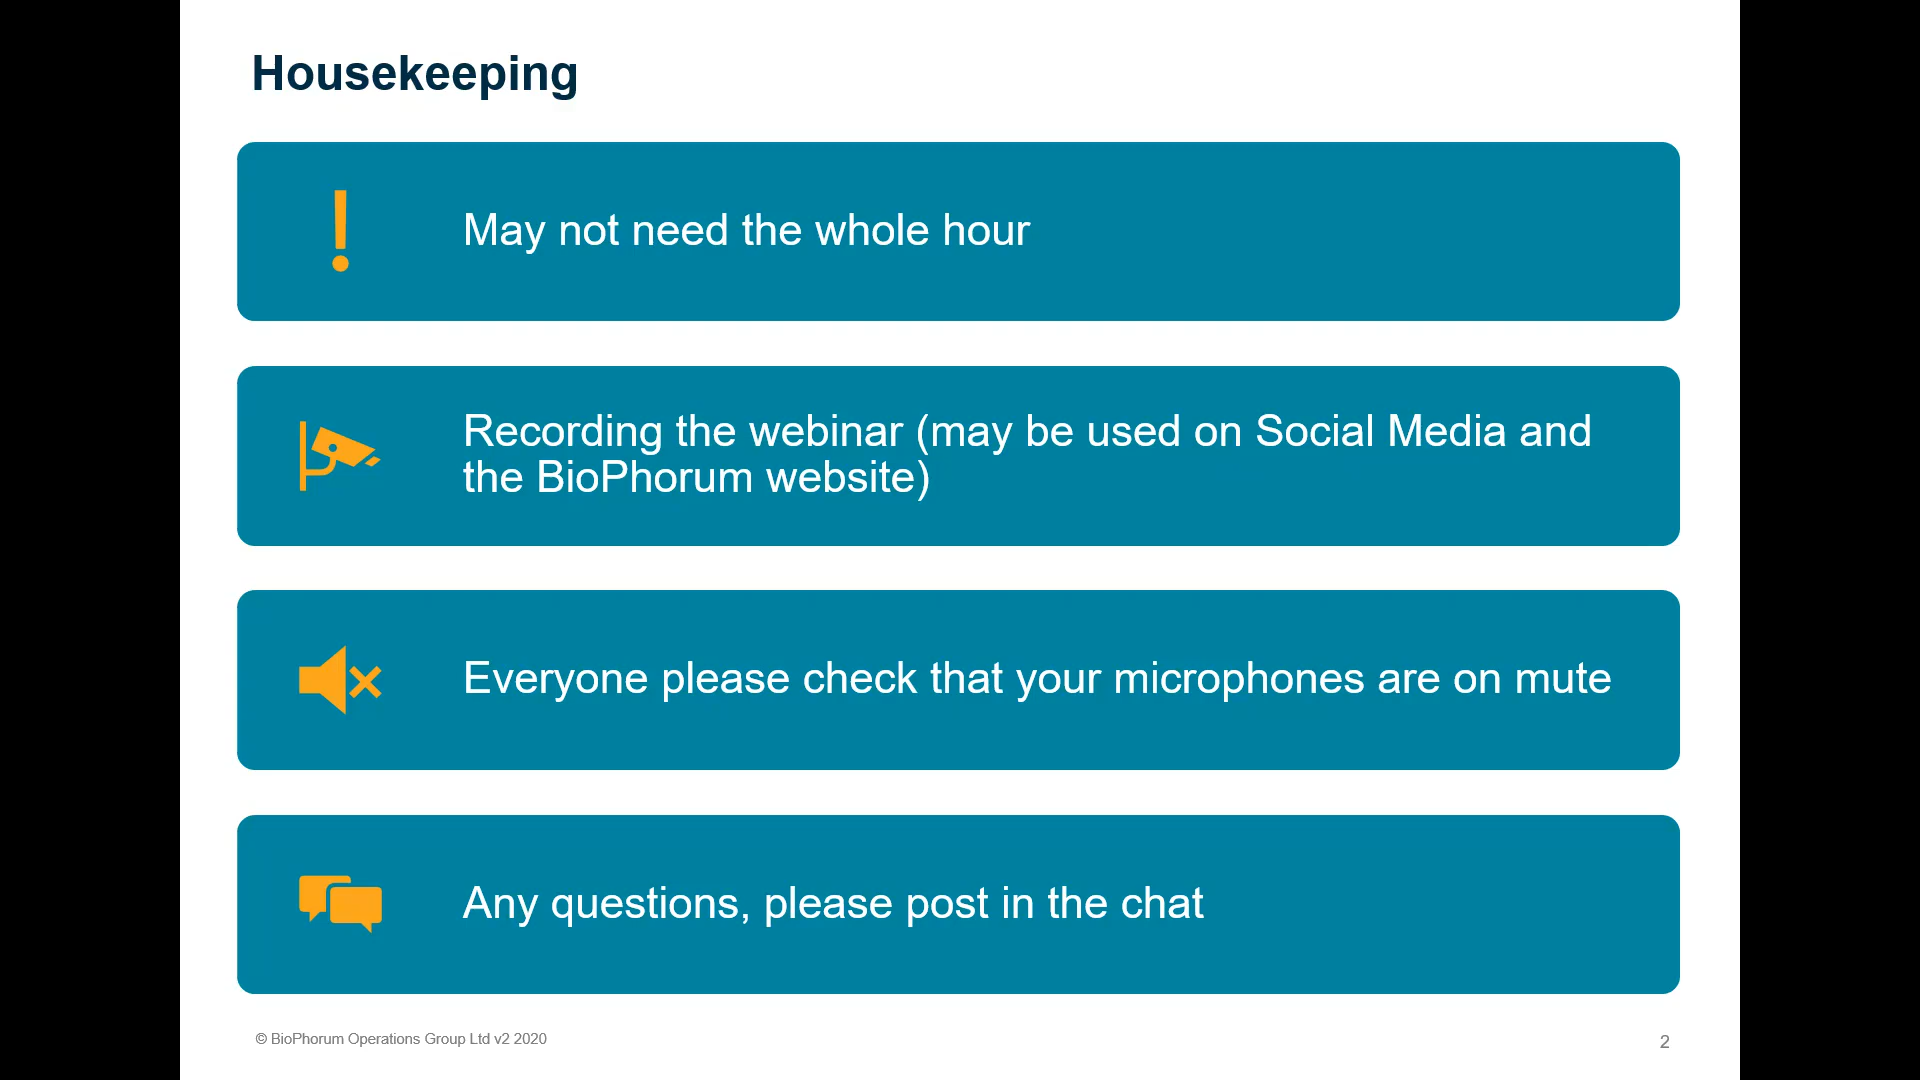 Housekeeping
May not need the whole hour
Recording the webinar (may be used on Social Media and
the BioPhorum website)
Everyone please check that your microphones are on mute
Any questions, please post in the chat
© BioPhorum Operations Group Ltd v2 2020
2